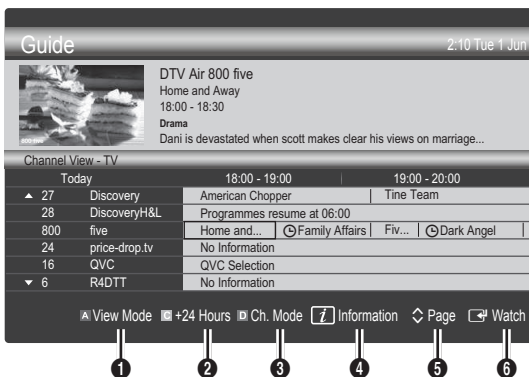 Guide 2:10 Tue 1 Jun
DTV Air 800 five
Home and Away
18:00 - 18:30
Drama
Dani is devastated when scott makes clear his views on marriage...
800 five
Channel View - TV
Today 18:00 - 19:00 19:00 - 20:00
▲ 27 Discovery American Chopper Tine Team
28 DiscoveryH&L Programmes resume at 06:00
800 five Home and... Family Affairs Fiv... Dark Angel
24 price-drop.tv No Information
16 QVC QVC Selection
▼ 6 R4DTT No Information
A View Mode C +24 Hours D Ch. Mode i Information Page Watch
1 2 3 4 5 6